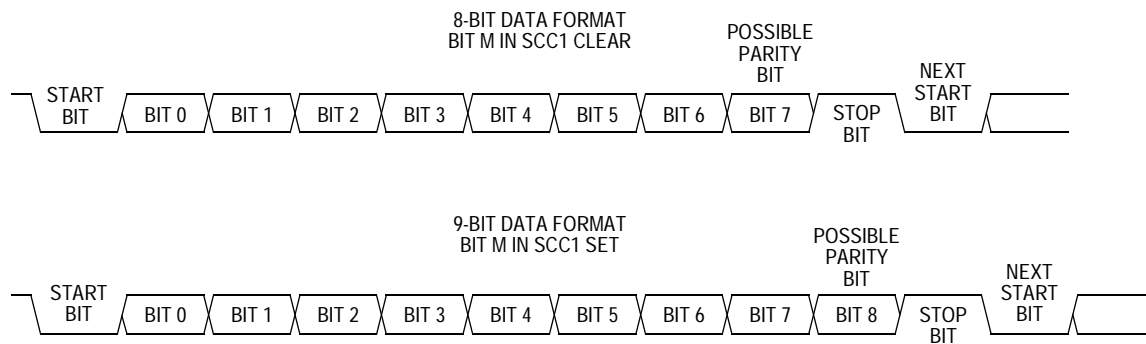 8-BIT DATA FORMAT
BIT M IN SCC1 CLEAR
POSSIBLE
PARITY
BIT
START
BIT
BIT 0
BIT 1
BIT 2
BIT 3
BIT 4
BIT 5
BIT 6
BIT 7
STOP
BIT
NEXT
START
BIT
9-BIT DATA FORMAT
BIT M IN SCC1 SET
POSSIBLE
PARITY
BIT
START
BIT
BIT 0
BIT 1
BIT 2
BIT 3
BIT 4
BIT 5
BIT 6
BIT 7
BIT 8
STOP
BIT
NEXT
START
BIT